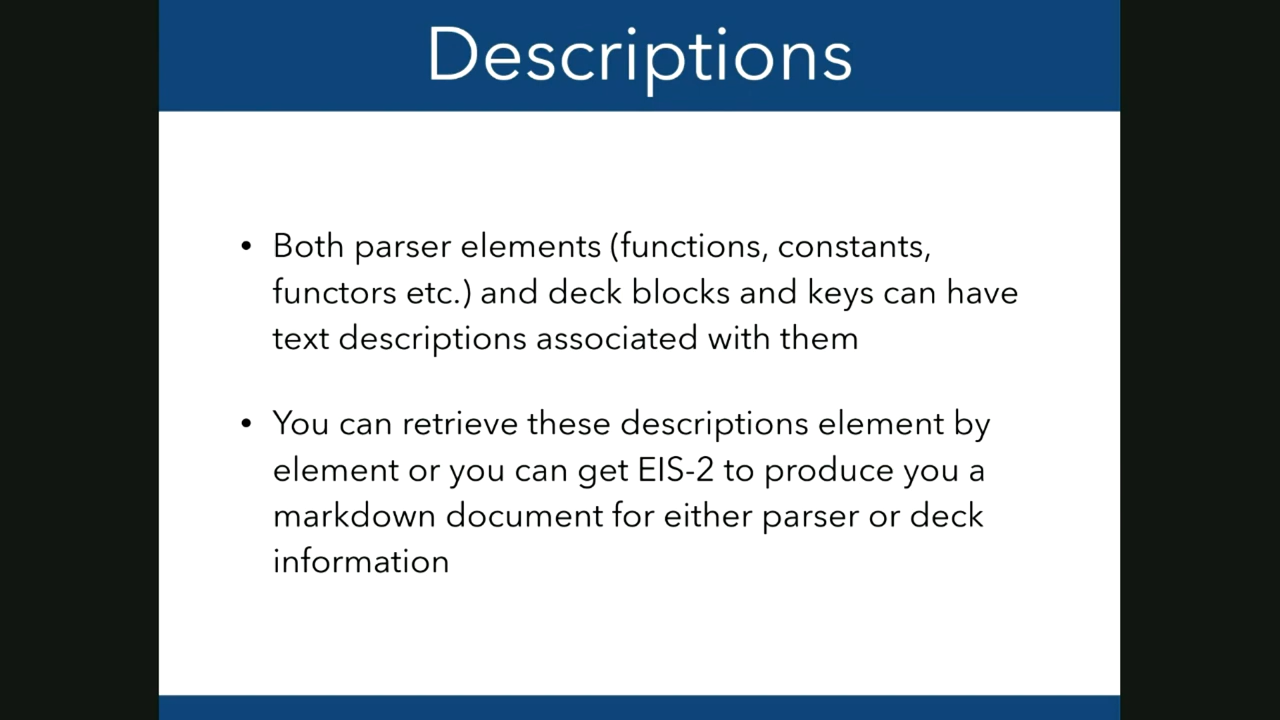 Descriptions
• Both parser elements (functions, constants,
functors etc.) and deck blocks and keys can have
text descriptions associated with them
• You can retrieve these descriptions element by
element or you can get EIS-2 to produce you a
markdown document for either parser or deck
information